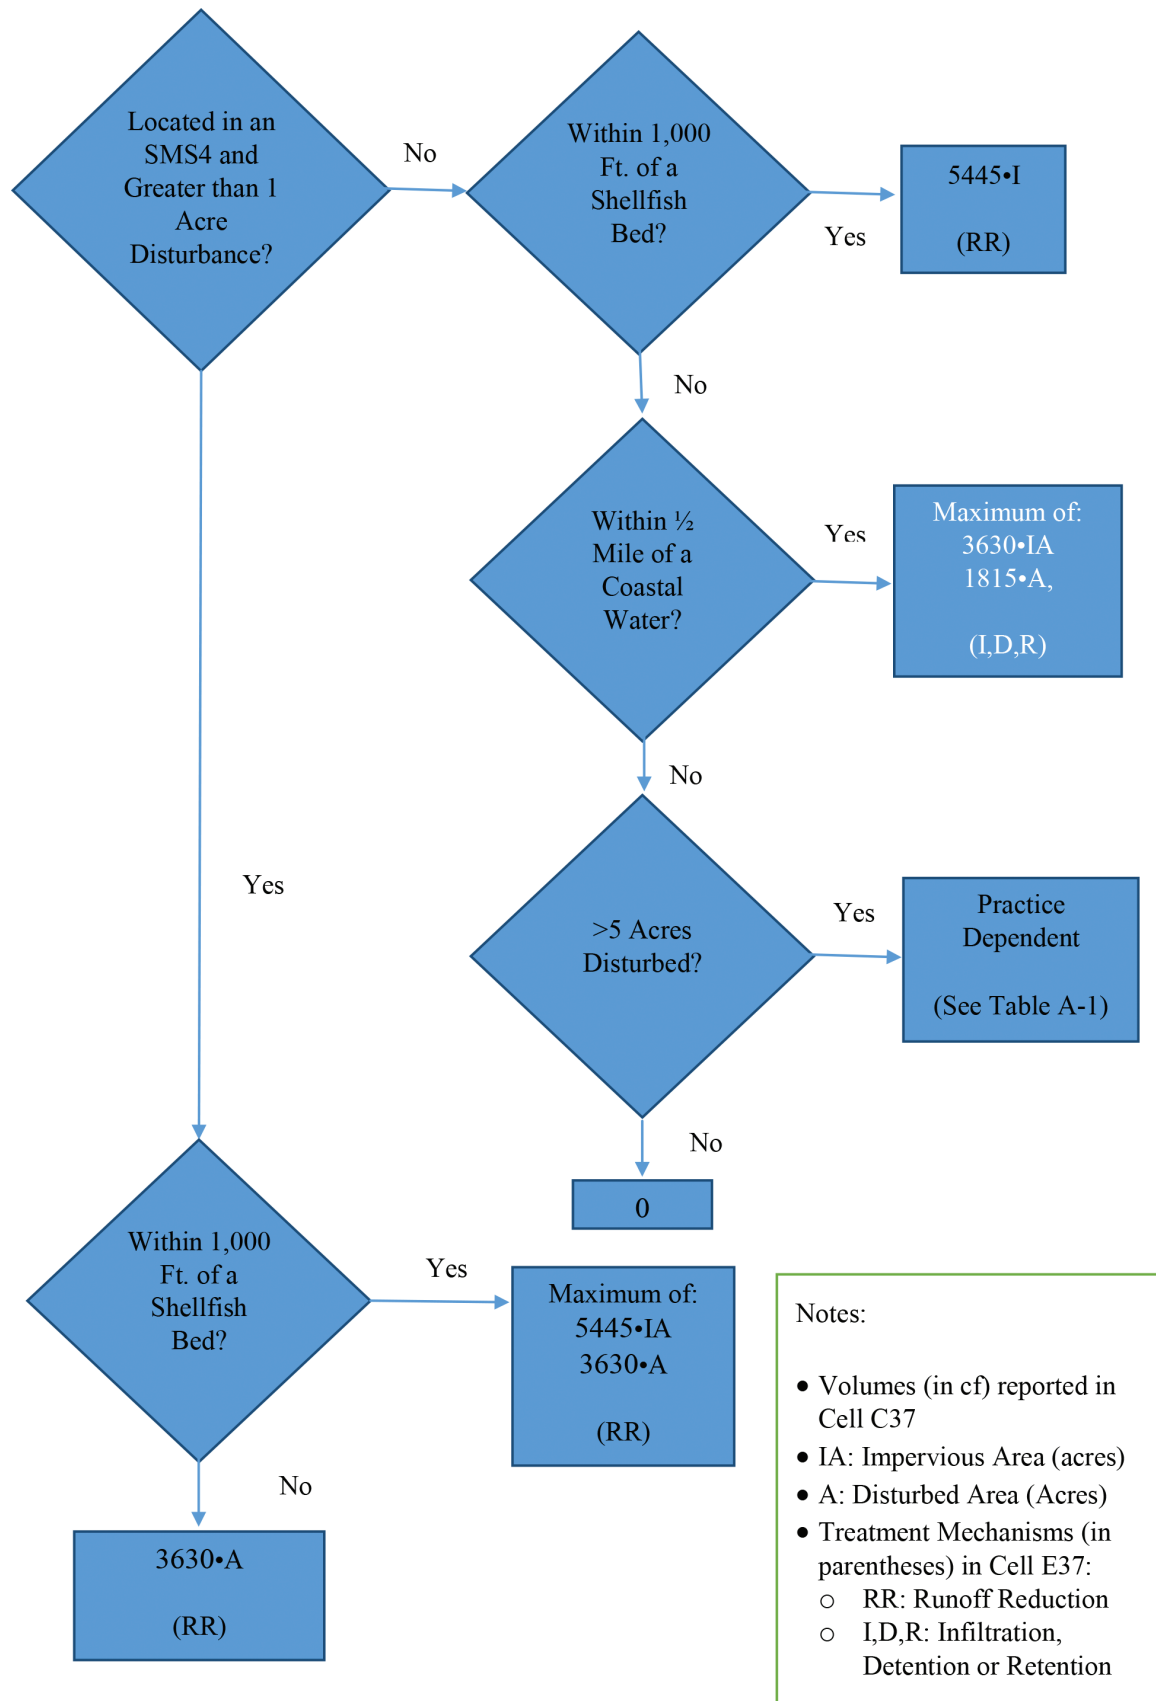 Located in an
SMS4 and
Greater than 1
Acre
Disturbance?
No
Within 1,000
Ft. of a
Shellfish
Bed?
Yes
5445•I
(RR)
No
Within ½
Mile of a
Coastal
Water?
Yes
Maximum of:
3630•IA
1815•A,
(I,D,R)
No
Yes
>5 Acres
Disturbed?
Yes
Practice
Dependent
(See Table A-1)
No
0
Within 1,000
Ft. of a
Shellfish
Bed?
Yes
Maximum of:
5445•IA
3630•A
(RR)
No
3630•A
(RR)
Notes:
• Volumes (in cf) reported in
Cell C37
• IA: Impervious Area (acres)
• A: Disturbed Area (Acres)
• Treatment Mechanisms (in
parentheses) in Cell E37:
o RR: Runoff Reduction
o I,D,R: Infiltration,
Detention or Retention